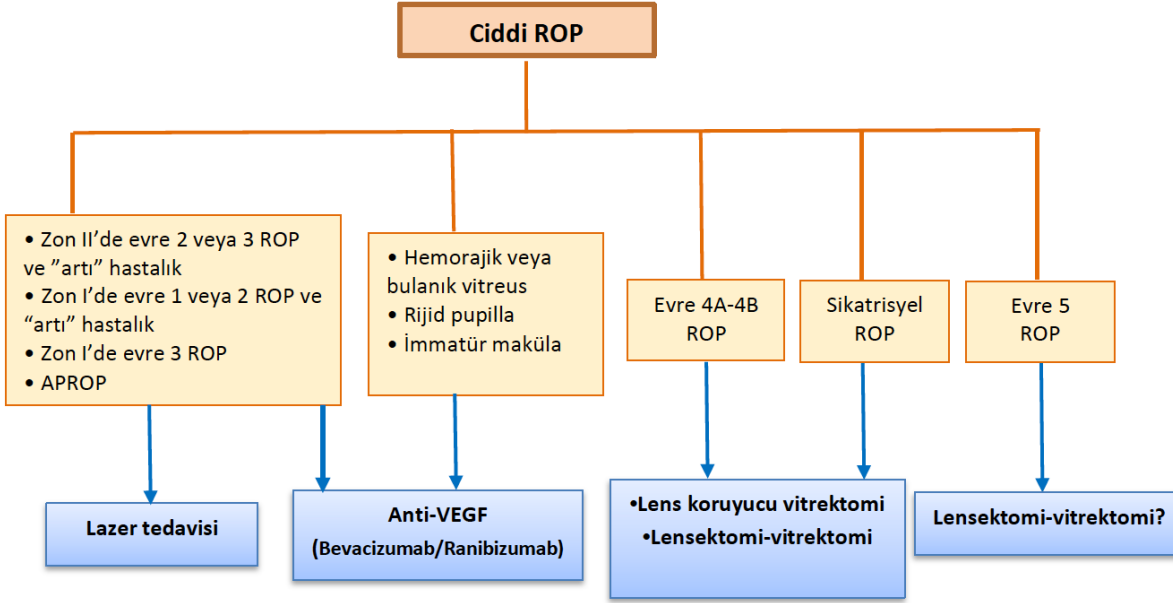 Ciddi ROP
• Zon II’de evre 2 veya 3 ROP
ve ”artı” hastalık
• Zon I’de evre 1 veya 2 ROP ve
“artı” hastalık
• Zon I’de evre 3 ROP
• APROP
• Hemorajik veya
bulanık vitreus
• Rijid pupilla
• İmmatür maküla
Evre 4A-4B
ROP
Sikatrisyel
ROP
Evre 5
ROP
Lazer tedavisi
Anti-VEGF
(Bevacizumab/Ranibizumab)
•Lens koruyucu vitrektomi
•Lensektomi-vitrektomi
Lensektomi-vitrektomi?